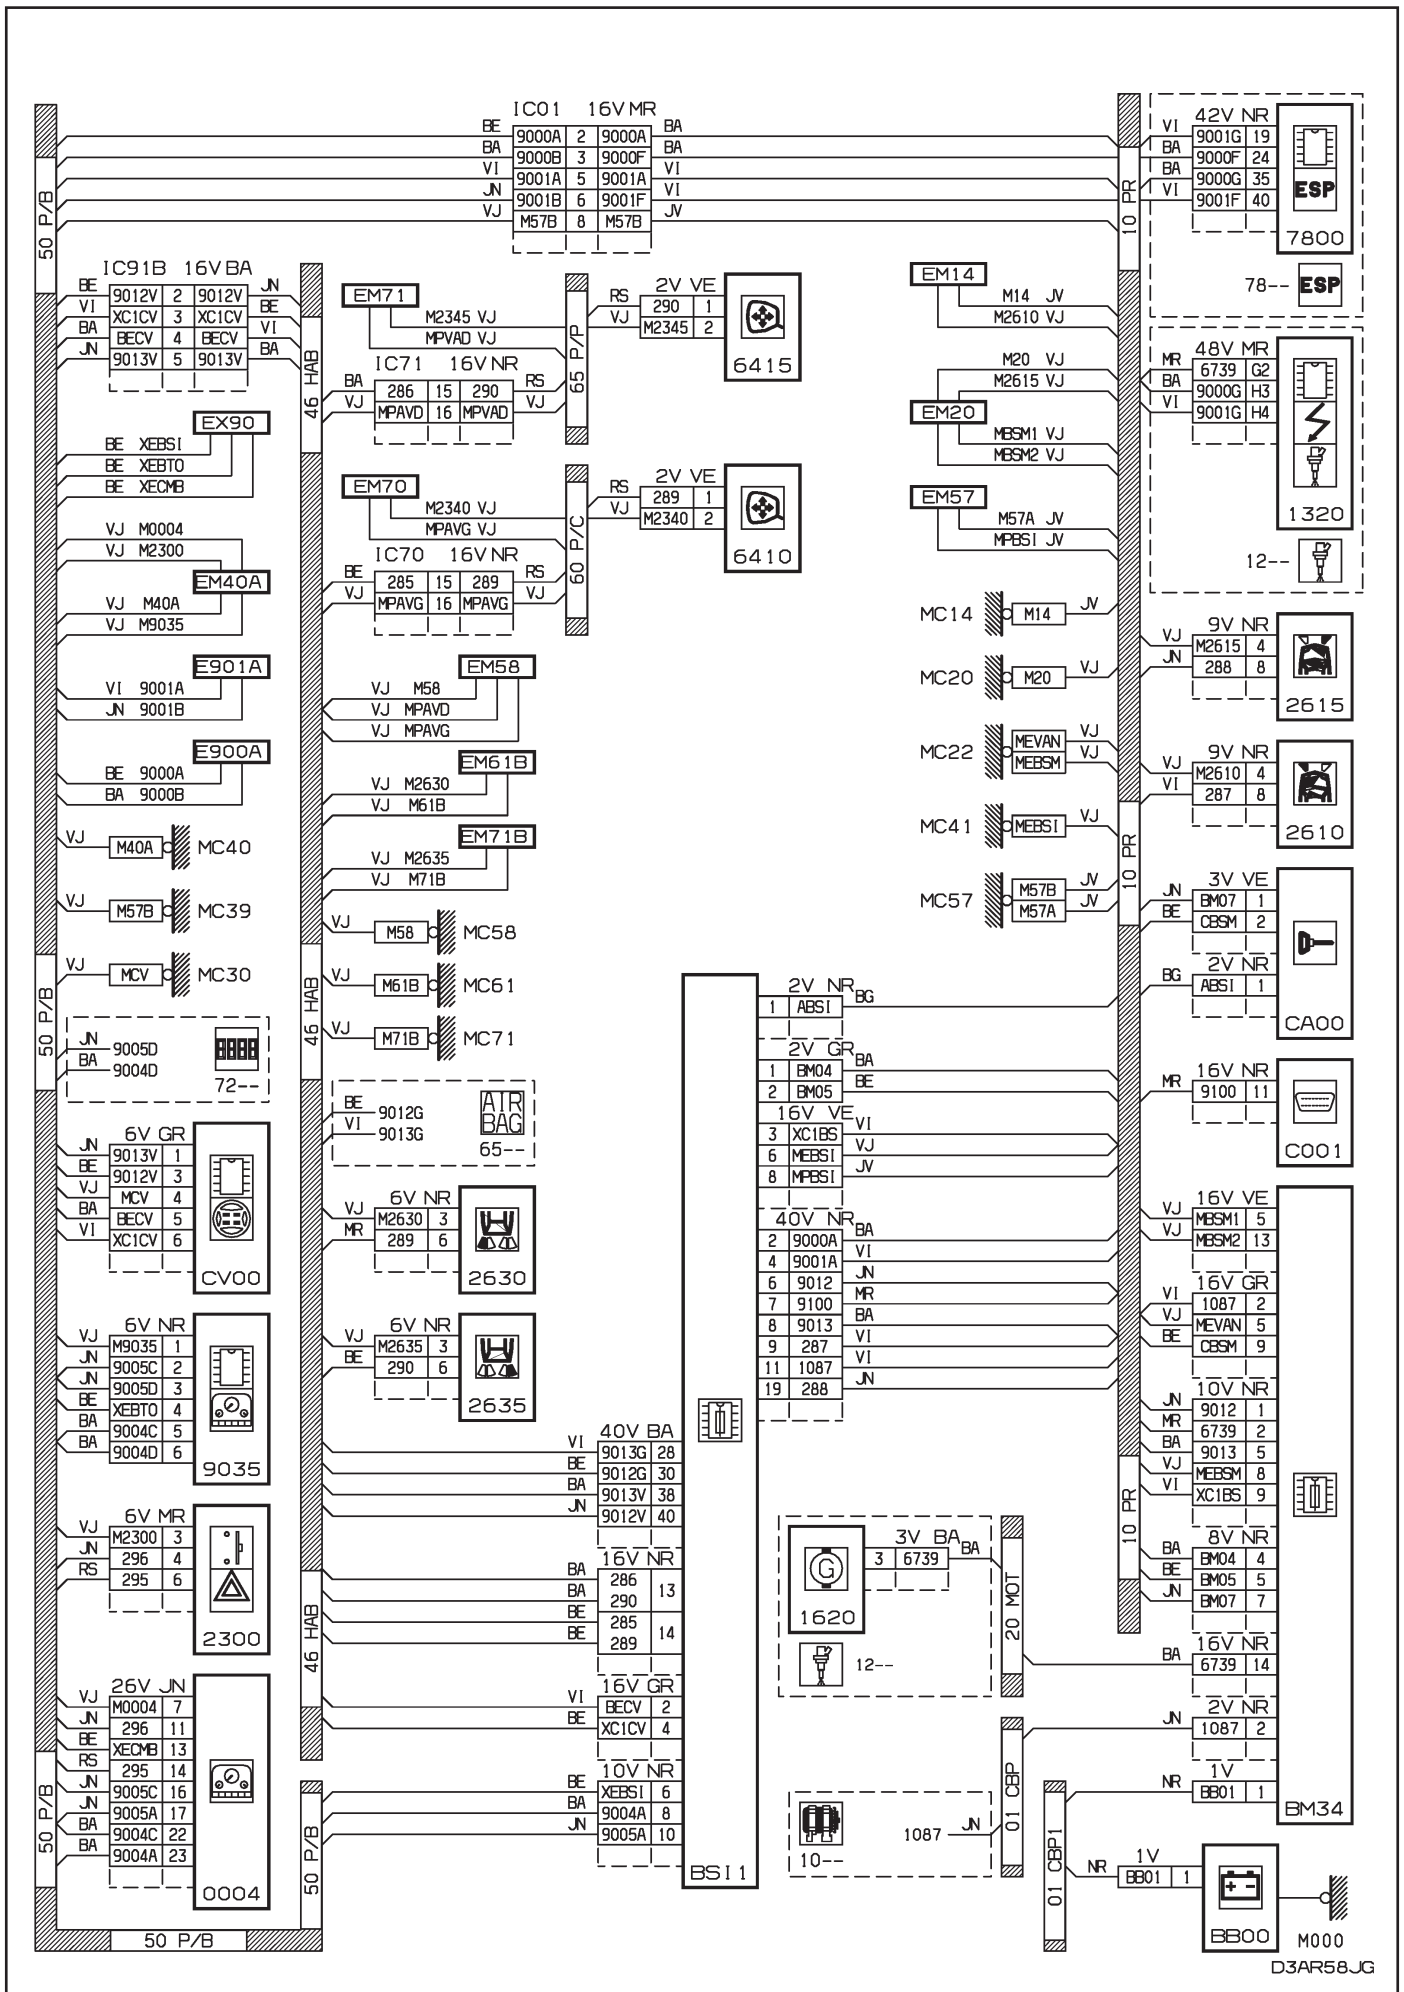 IC01 16V MR
BE 9000A 2 9000A BA
BA 9000B 3 9000F BA
VI 9001A 5 9001A VI
JN 9001B 6 9001F VI
VJ M57B 8 M57B JV
50 P/B
10 PR
42V NR
VI 9001G 19
BA 9000F 24
BA 9000G 35
VI 9001F 40
ESP
7800
78-- ESP
IC91B 16V BA
BE 9012V 2 9012V JN
VI XC1CV 3 XC1CV BE
BA BECV 4 BECV VI
JN 9013V 5 9013V BA
46 HAB
EM71
M2345 VJ
MPVAD VJ
IC71 16V NR
BA 286 15 290 RS
VJ MPAVD 16 MPVAD VJ
65 P/P
2V VE
RS 290 1
VJ M2345 2
6415
EM14
M14 JV
M2610 VJ
M20 VJ
M2615 VJ
EM20
MBSM1 VJ
MBSM2 VJ
48V MR
MR 6739 G2
BA 9000G H3
VI 9001G H4
1320
12--
EX90
BE XEBSI
BE XEBTO
BE XECMB
EM70
M2340 VJ
MPAVG VJ
IC70 16V NR
BE 285 15 289 RS
VJ MPAVG 16 MPAVG VJ
60 P/C
2V VE
RS 289 1
VJ M2340 2
6410
EM57
M57A JV
MPBSI JV
VJ M0004
VJ M2300
EM40A
VJ M40A
VJ M9035
MC14 M14 JV
9V NR
VJ M2615 4
JN 288 8
2615
E901A
VI 9001A
JN 9001B
EM58
VJ M58
VJ MPAVD
VJ MPAVG
MC20 M20 VJ
E900A
BE 9000A
BA 9000B
EM61B
VJ M2630
VJ M61B
MC22 MEVAN VJ
MEBSM VJ
9V NR
VJ M2610 4
VI 287 8
2610
VJ M40A MC40
EM71B
VJ M2635
VJ M71B
MC41 MEBSI VJ
10 PR
VJ M57B MC39
VJ M58 MC58
MC57 M57B JV
M57A JV
3V VE
JN BM07 1
BE CBSM 2
2V NR
BG ABSI 1
CA00
VJ MCV MC30
50 P/B
46 HAB
VJ M61B MC61
VJ M71B MC71
JN 9005D
BA 9004D
8888
72--
BE 9012G
VI 9013G
AIR
BAG
65--
2V NR
1 ABSI BG
2V GR
1 BM04 BA
2 BM05 BE
16V VE
3 XC1BS VI
6 MEBSI VJ
8 MPBSI JV
40V NR
2 9000A BA
4 9001A VI
6 9012 JN
7 9100 MR
8 9013 BA
9 287 VI
11 1087 VI
19 288 JN
16V NR
MR 9100 11
C001
6V GR
JN 9013V 1
BE 9012V 3
VJ MCV 4
BA BECV 5
VI XC1CV 6
CV00
6V NR
VJ M2630 3
MR 289 6
2630
16V VE
VJ MBSM1 5
VJ MBSM2 13
16V GR
VI 1087 2
VJ MEVAN 5
BE CBSM 9
10V NR
JN 9012 1
MR 6739 2
BA 9013 5
VJ MEBSM 8
VI XC1BS 9
8V NR
BA BM04 4
BE BM05 5
JN BM07 7
16V NR
BA 6739 14
2V NR
JN 1087 2
1V
NR BB01 1
BM34
6V NR
VJ M9035 1
JN 9005C 2
JN 9005D 3
BE XEBTO 4
BA 9004C 5
BA 9004D 6
9035
6V NR
VJ M2635 3
BE 290 6
2635
40V BA
VI 9013G 28
BE 9012G 30
BA 9013V 38
JN 9012V 40
16V NR
BA 286
BA 290
13
BE 285
BE 289
14
16V GR
VI BECV 2
BE XC1CV 4
10V NR
BE XEBSI 6
BA 9004A 8
JN 9005A 10
BSI1
6V MR
VJ M2300 3
JN 296 4
RS 295 6
2300
46 HAB
G
1620
3V BA
3 6739 BA
12--
20 MOT
10 PR
26V JN
VJ M0004 7
JN 296 11
BE XECMB 13
RS 295 14
JN 9005C 16
JN 9005A 17
BA 9004C 22
BA 9004A 23
0004
50 P/B
50 P/B
50 P/B
10--
1087 JN
01 CBP
01 CBP1
1V
NR BB01 1
+ -
BB00
M000
D3AR58JG